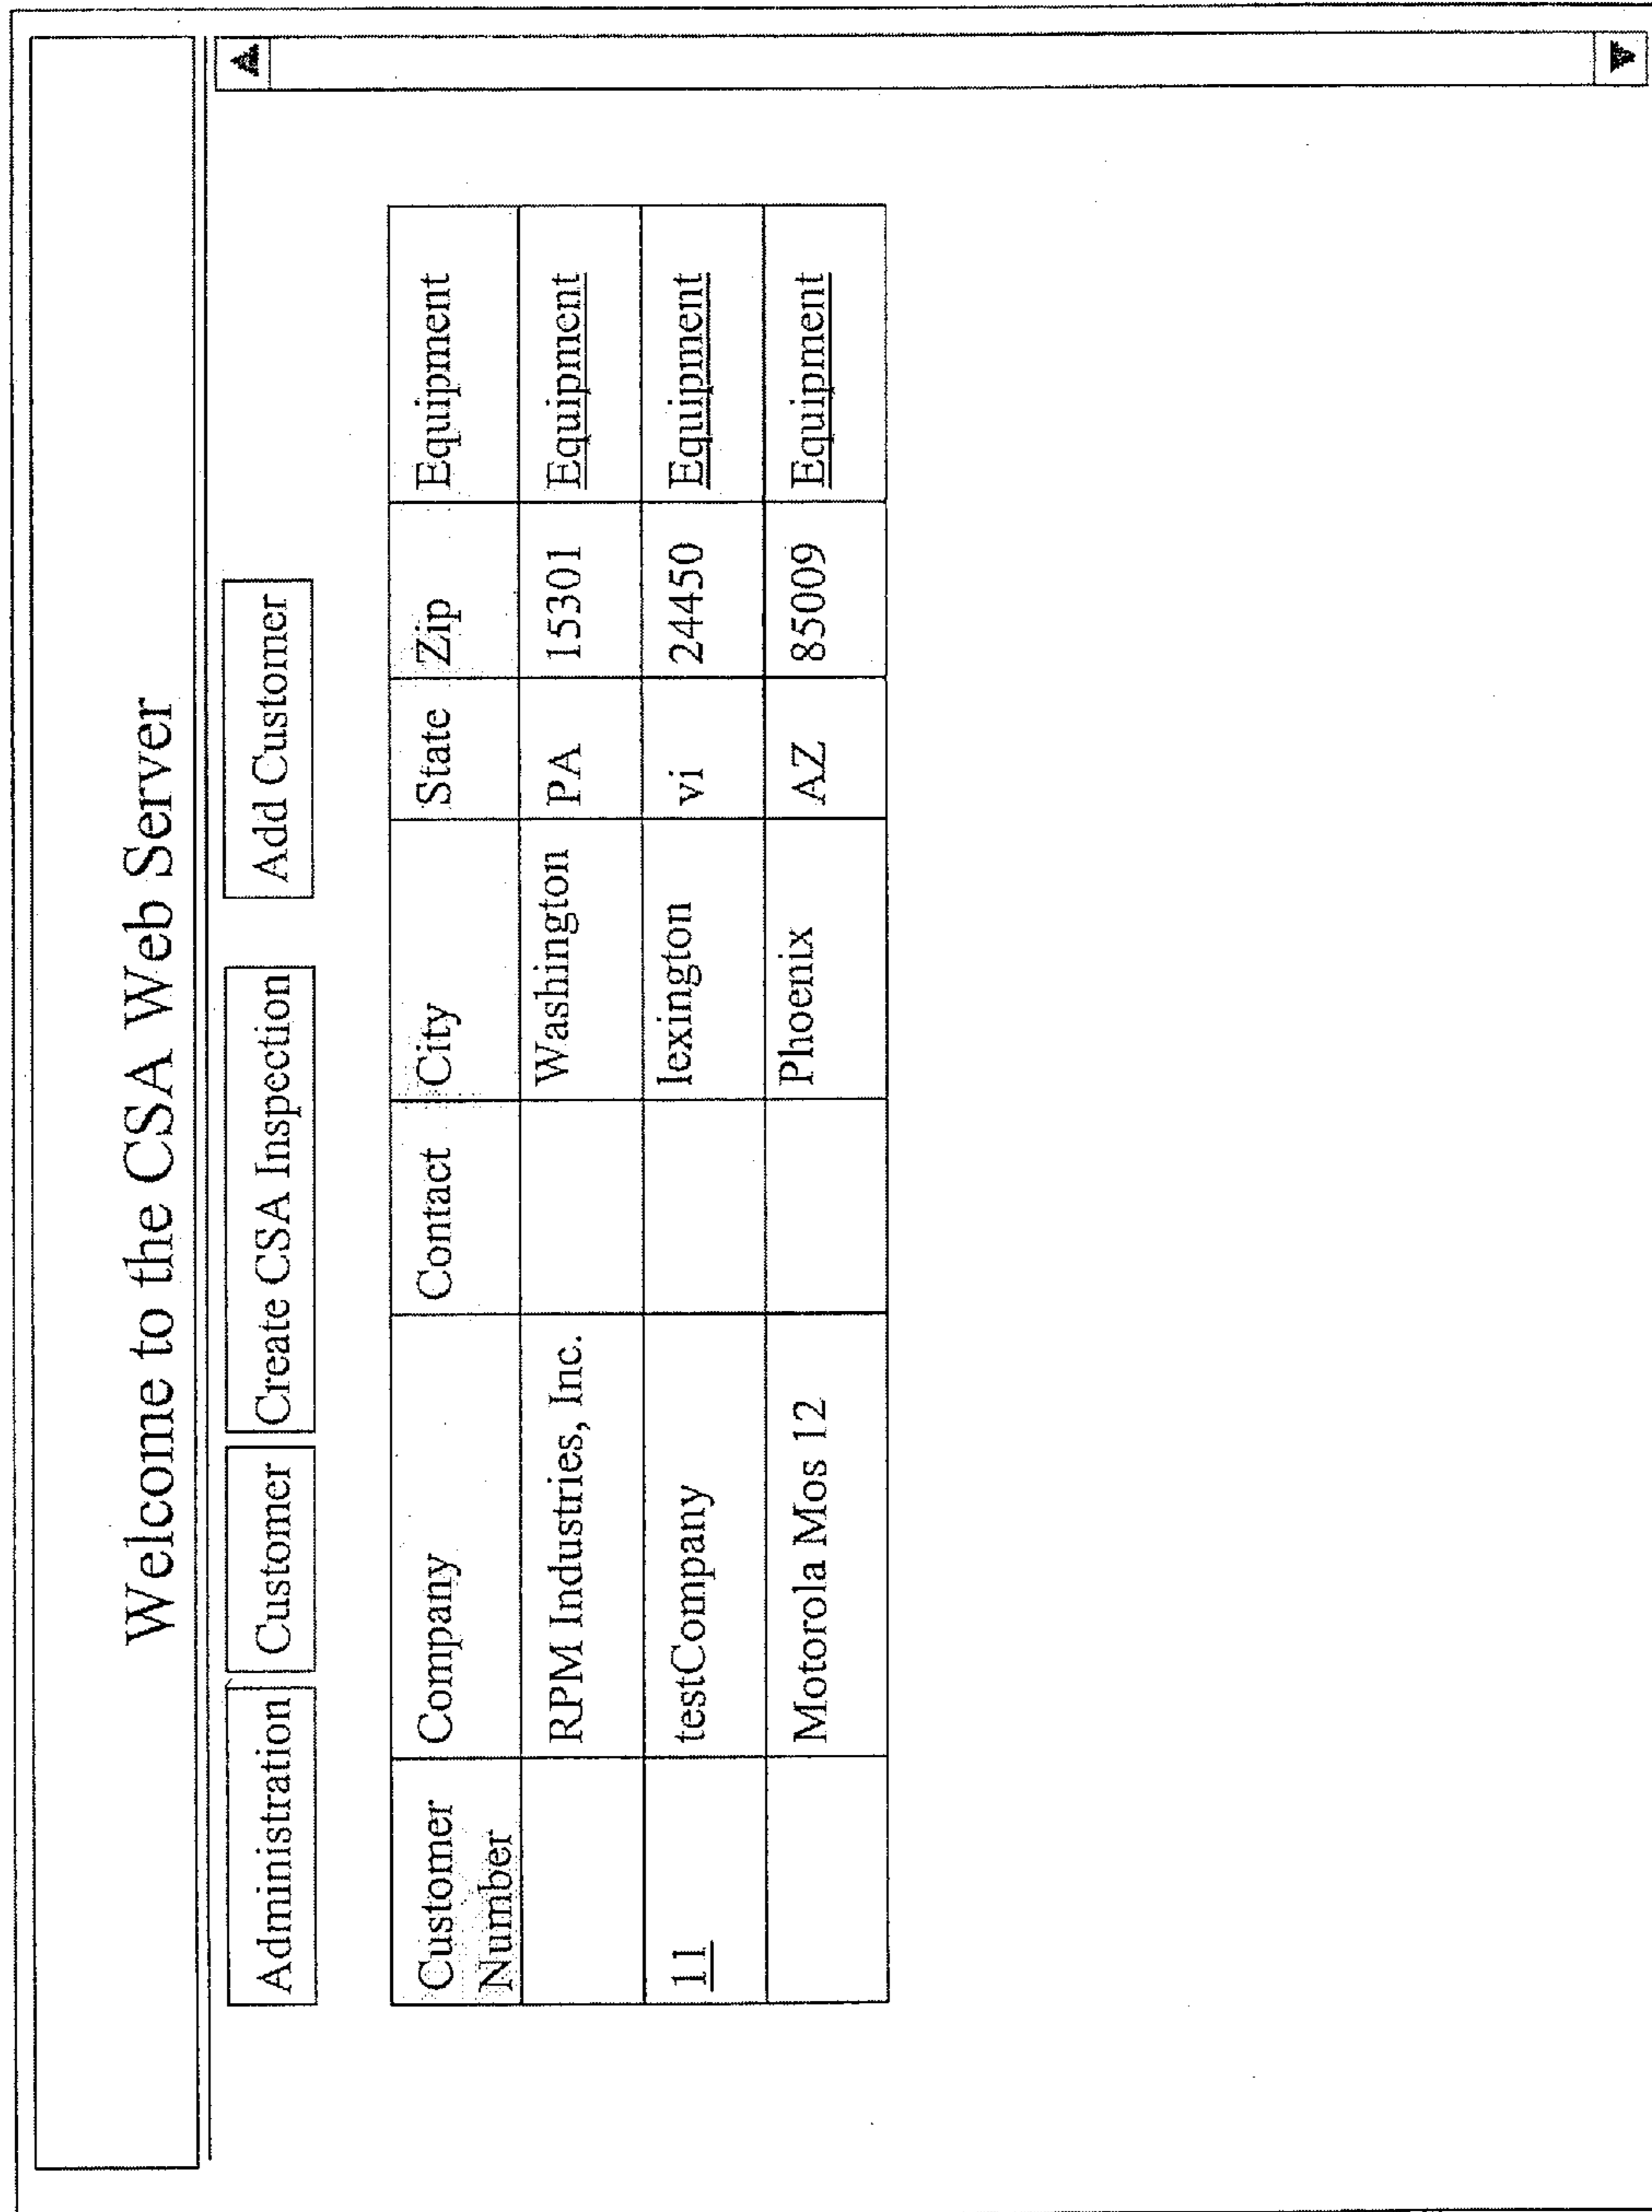 Welcome to the CSA Web Server
Administration Customer Create CSA Inspection Add Customer
Customer Number Company Contact City State Zip Equipment
RPM Industries, Inc. Washington PA 15301 Equipment
11 testCompany lexington vi 24450 Equipment
Motorola Mos 12 Phoenix AZ 85009 Equipment